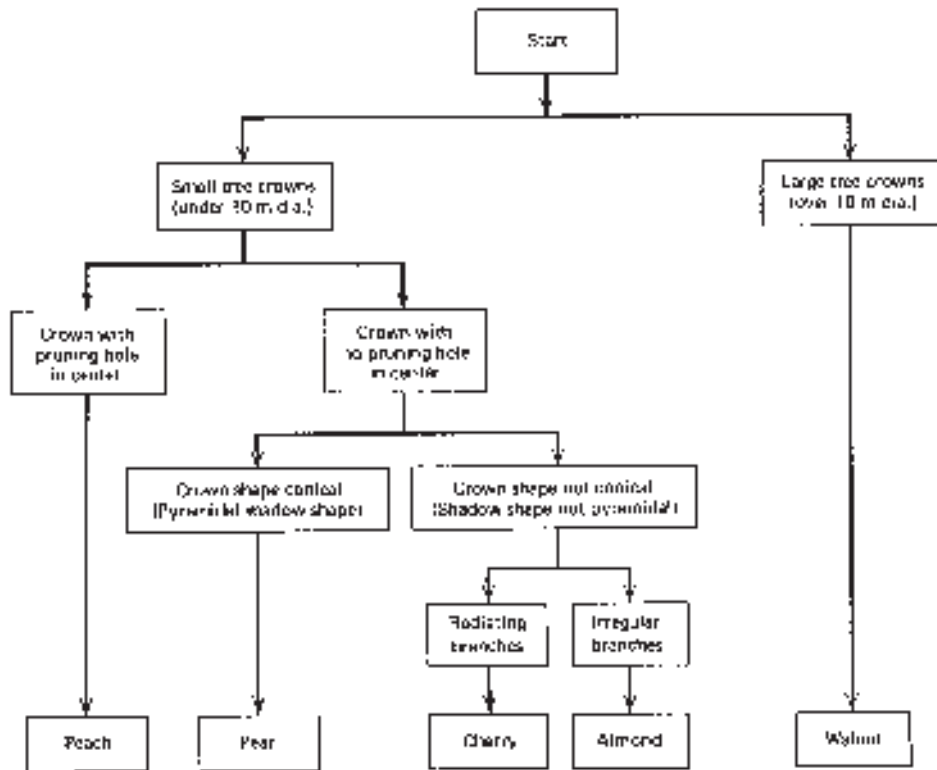 Start
Small tree crowns
(under 30 m dia.)
Large tree crowns
(over 10 m dia.)
Crown with
pruning hole
in center
Crown with
no pruning hole
in center
Crown shape conical
(Pyramidal shadow shape)
Crown shape not conical
(Shadow shape not pyramidal)
Radiating
branches
Irregular
branches
Peach
Pear
Cherry
Almond
Walnut